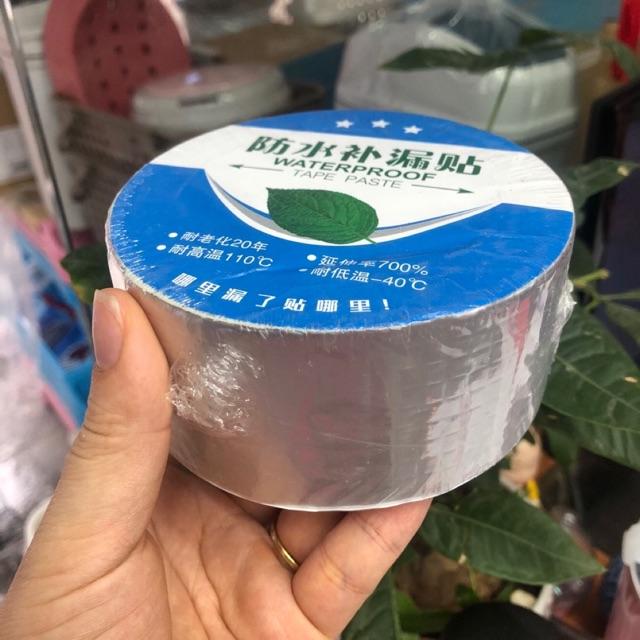 防水补漏贴
WATERPROOF
TAPE PASTE
•耐老化20年
•延伸率700%
•耐高温110℃
•耐低温-40℃
哪里漏了贴哪里!